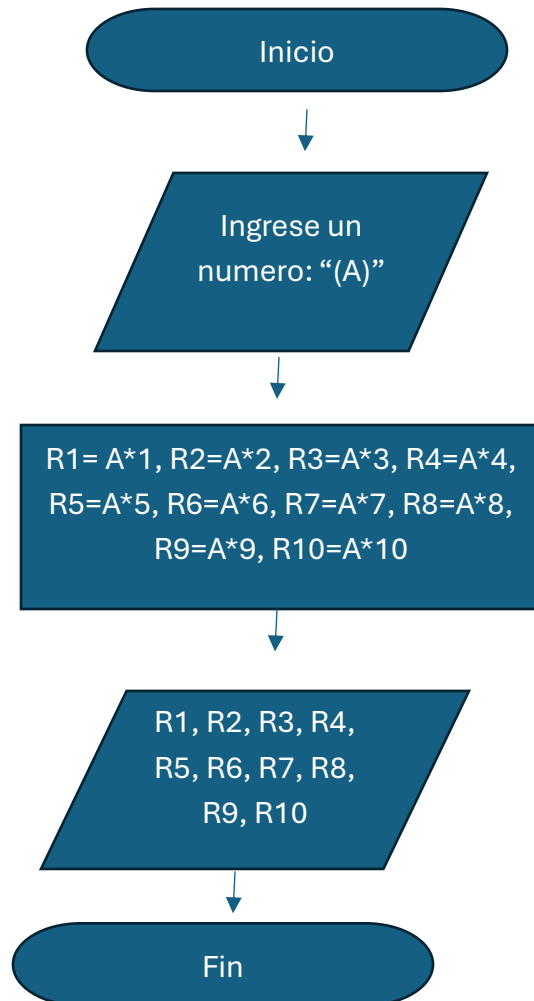 Inicio
Ingrese un
numero: “(A)”
R1= A*1, R2=A*2, R3=A*3, R4=A*4,
R5=A*5, R6=A*6, R7=A*7, R8=A*8,
R9=A*9, R10=A*10
R1, R2, R3, R4,
R5, R6, R7, R8,
R9, R10
Fin